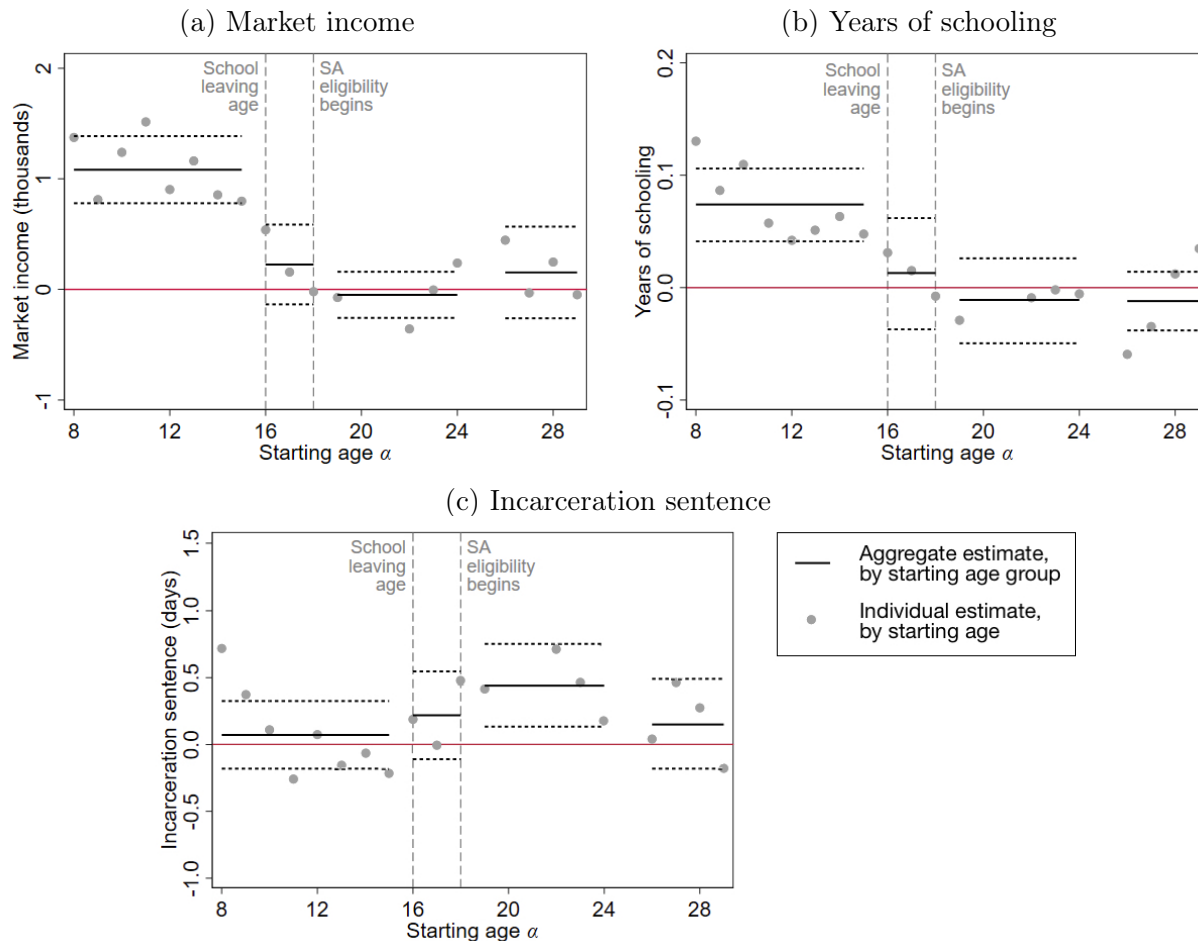 (a) Market income
(b) Years of schooling
Market income (thousands)
2
1
0
-1
School
leaving
age
SA
eligibility
begins
8 12 16 20 24 28
Starting age α
Years of schooling
0.2
0.1
0.0
-0.1
School
leaving
age
SA
eligibility
begins
8 12 16 20 24 28
Starting age α
(c) Incarceration sentence
Incarceration sentence (days)
1.5
1.0
0.5
0.0
-0.5
-1.0
School
leaving
age
SA
eligibility
begins
8 12 16 20 24 28
Starting age α
Aggregate estimate,
by starting age group
Individual estimate,
by starting age